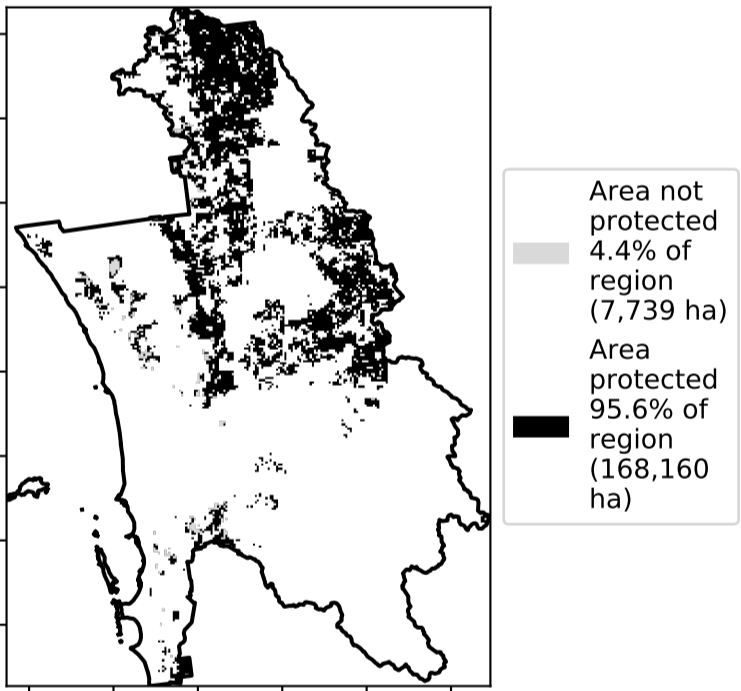 Area not
protected
4.4% of
region
(7,739 ha)
Area
protected
95.6% of
region
(168,160
ha)